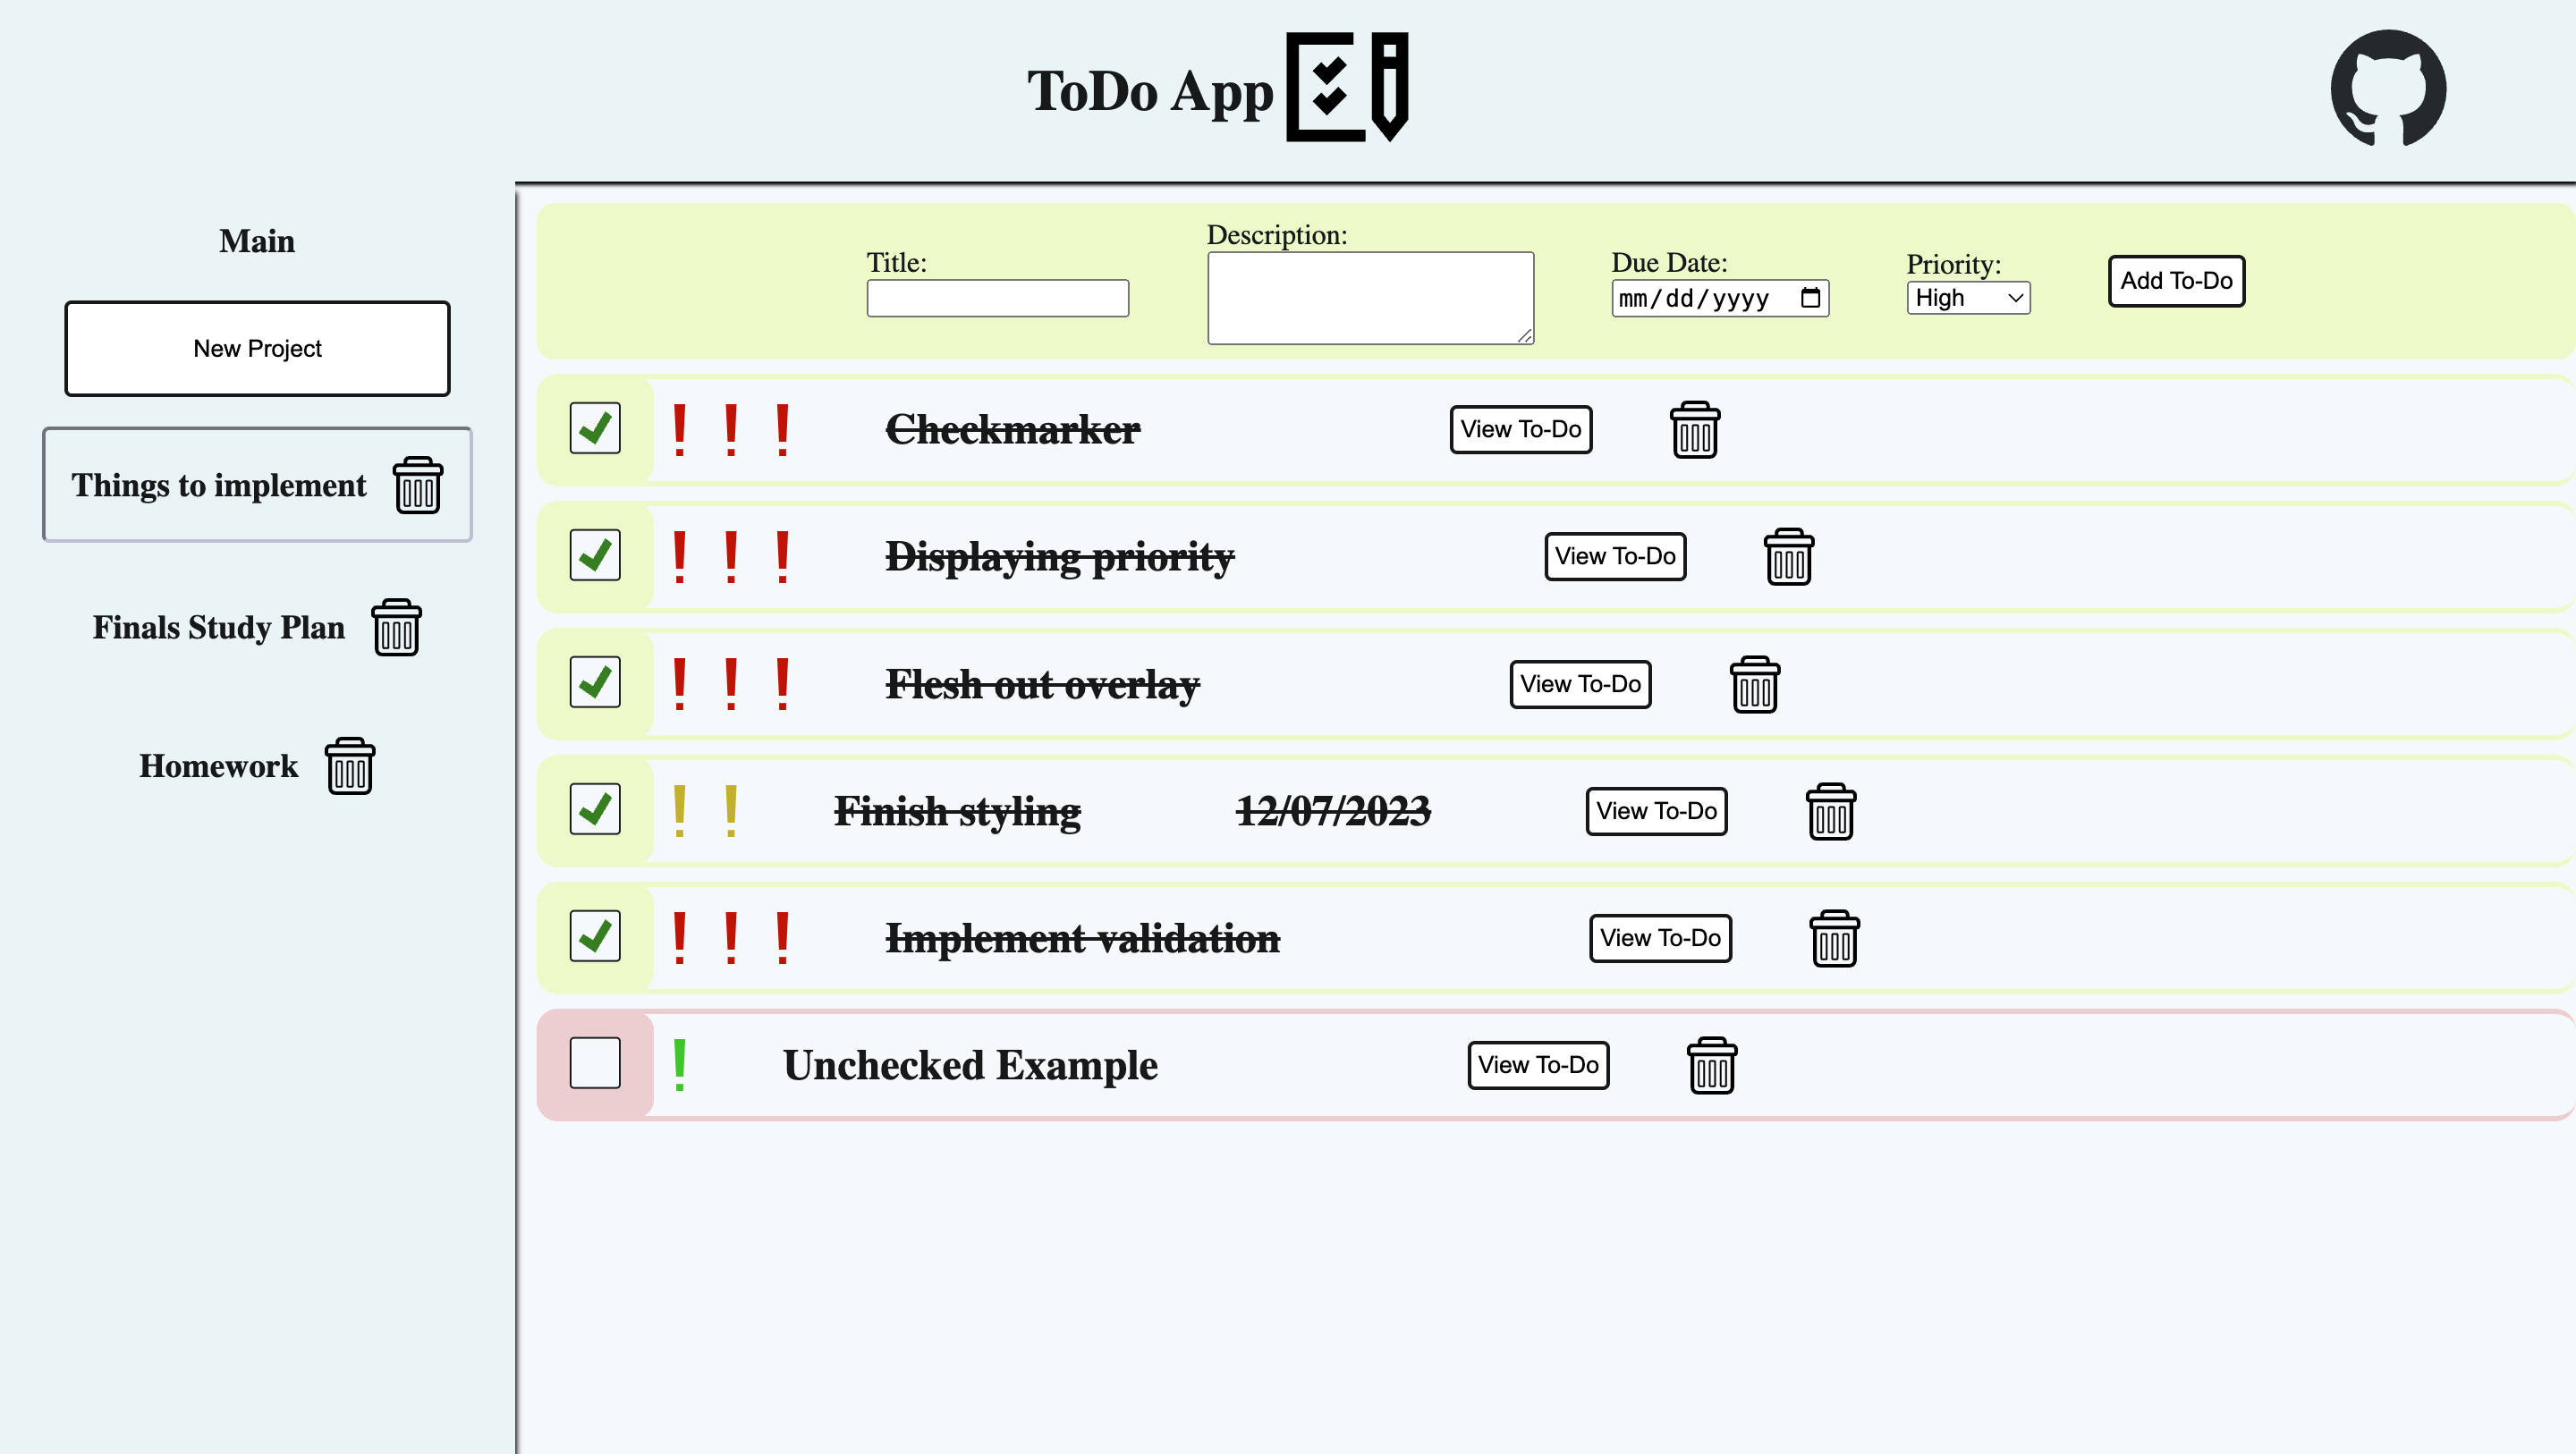 ToDo App
Main
New Project
Things to implement
Finals Study Plan
Homework
Title:
Description:
Due Date:
mm/dd/yyyy
Priority:
High
Add To-Do
! ! ! Checkmarker View To-Do
! ! ! Displaying priority View To-Do
! ! ! Flesh out overlay View To-Do
! ! Finish styling 12/07/2023 View To-Do
! ! ! Implement validation View To-Do
! Unchecked Example View To-Do